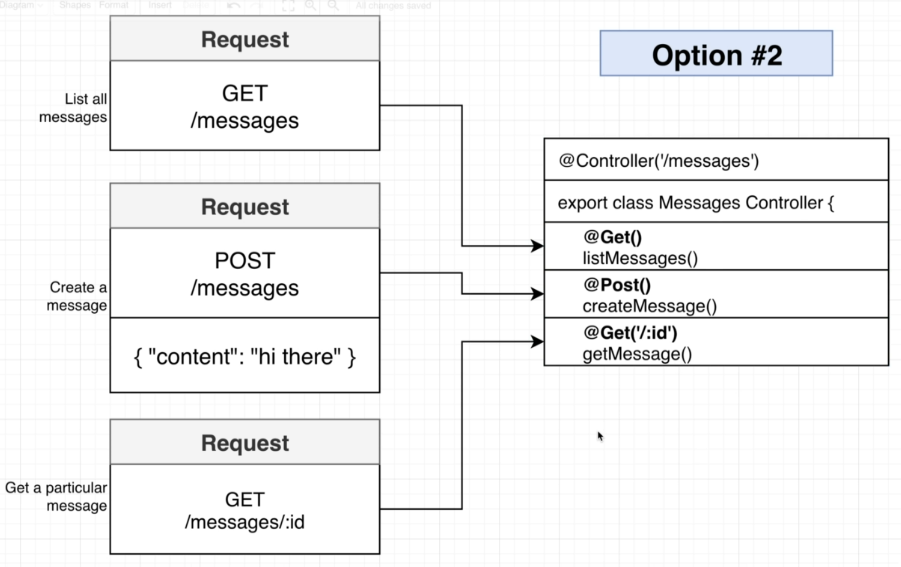 Diagram
Shapes
Format
Insert
All changes saved
Request
GET
/messages
List all
messages
Option #2
@Controller('/messages')
export class Messages Controller {
@Get()
listMessages()
@Post()
createMessage()
@Get('/:id')
getMessage()
Request
POST
/messages
{ "content": "hi there" }
Create a
message
Request
GET
/messages/:id
Get a particular
message